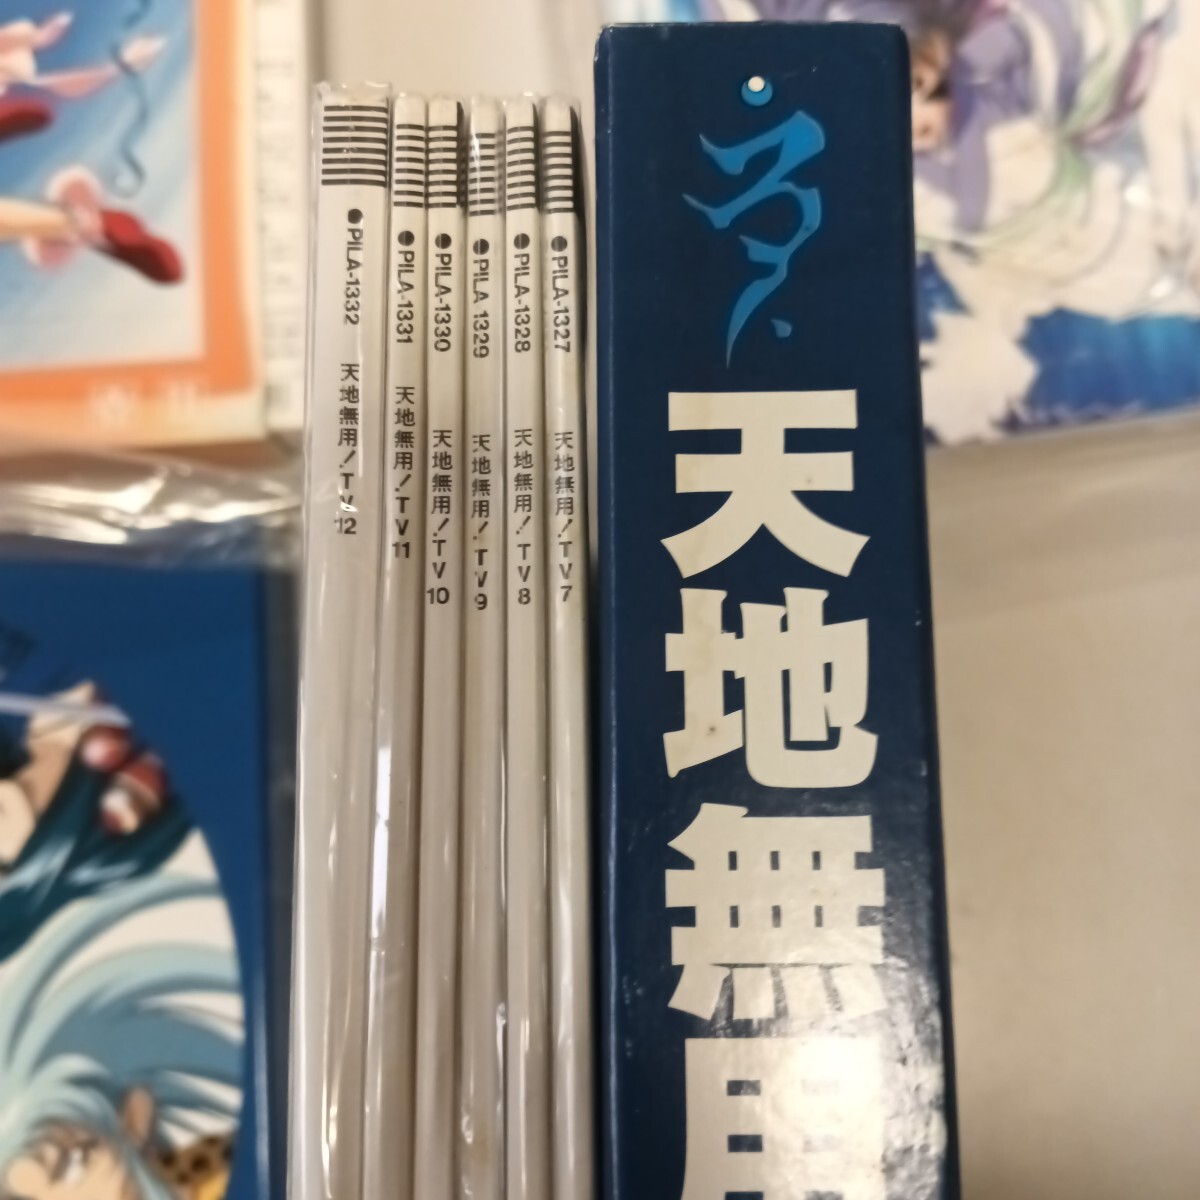 ●PILA-1332 天地無用!TV12
●PILA-1331 天地無用!TV11
●PILA-1330 天地無用!TV10
●PILA 1329 天地無用!TV9
●PILA-1328 天地無用!TV8
●PILA-1327 天地無用!TV7
天地無用